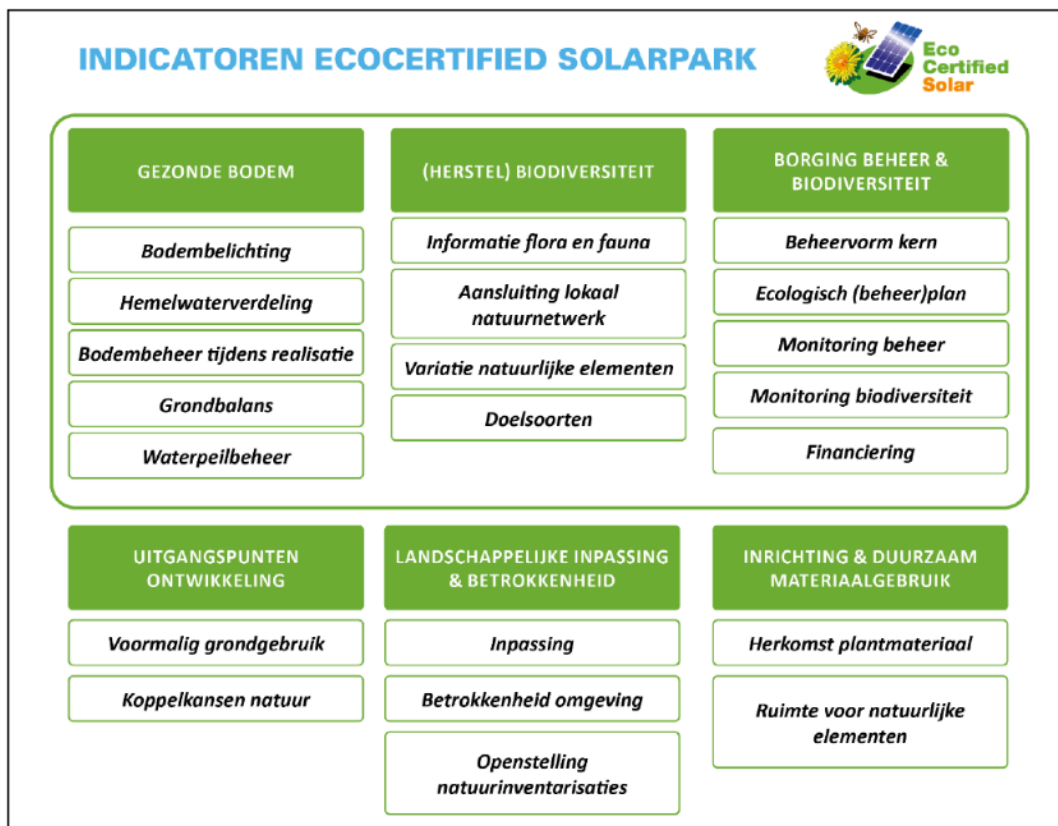 INDICATOREN ECOCERTIFIED SOLARPARK
Eco
Certified
Solar
GEZONDE BODEM
Bodembelichting
Hemelwaterverdeling
Bodembeheer tijdens realisatie
Grondbalans
Waterpeilbeheer
(HERSTEL) BIODIVERSITEIT
Informatie flora en fauna
Aansluiting lokaal
natuurnetwerk
Variatie natuurlijke elementen
Doelsoorten
BORGING BEHEER &
BIODIVERSITEIT
Beheervorm kern
Ecologisch (beheer)plan
Monitoring beheer
Monitoring biodiversiteit
Financiering
UITGANGSPUNTEN
ONTWIKKELING
Voormalig grondgebruik
Koppelkansen natuur
LANDSCHAPPELIJKE INPASSING
& BETROKKENHEID
Inpassing
Betrokkenheid omgeving
Openstelling
natuurinventarisaties
INRICHTING & DUURZAAM
MATERIAALGEBRUIK
Herkomst plantmateriaal
Ruimte voor natuurlijke
elementen